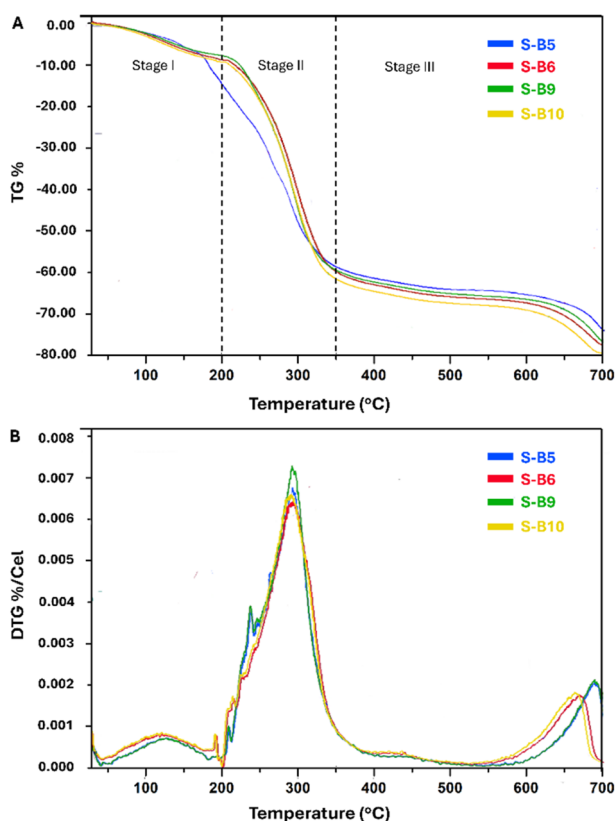 A
0.00
-10.00
-20.00
-30.00
-40.00
-50.00
-60.00
-70.00
-80.00
TG %
Stage I
Stage II
Stage III
S-B5
S-B6
S-B9
S-B10
100 200 300 400 500 600 700
Temperature (°C)
B
0.008
0.007
0.006
0.005
0.004
0.003
0.002
0.001
0.000
DTG %/Cel
S-B5
S-B6
S-B9
S-B10
100 200 300 400 500 600 700
Temperature (°C)